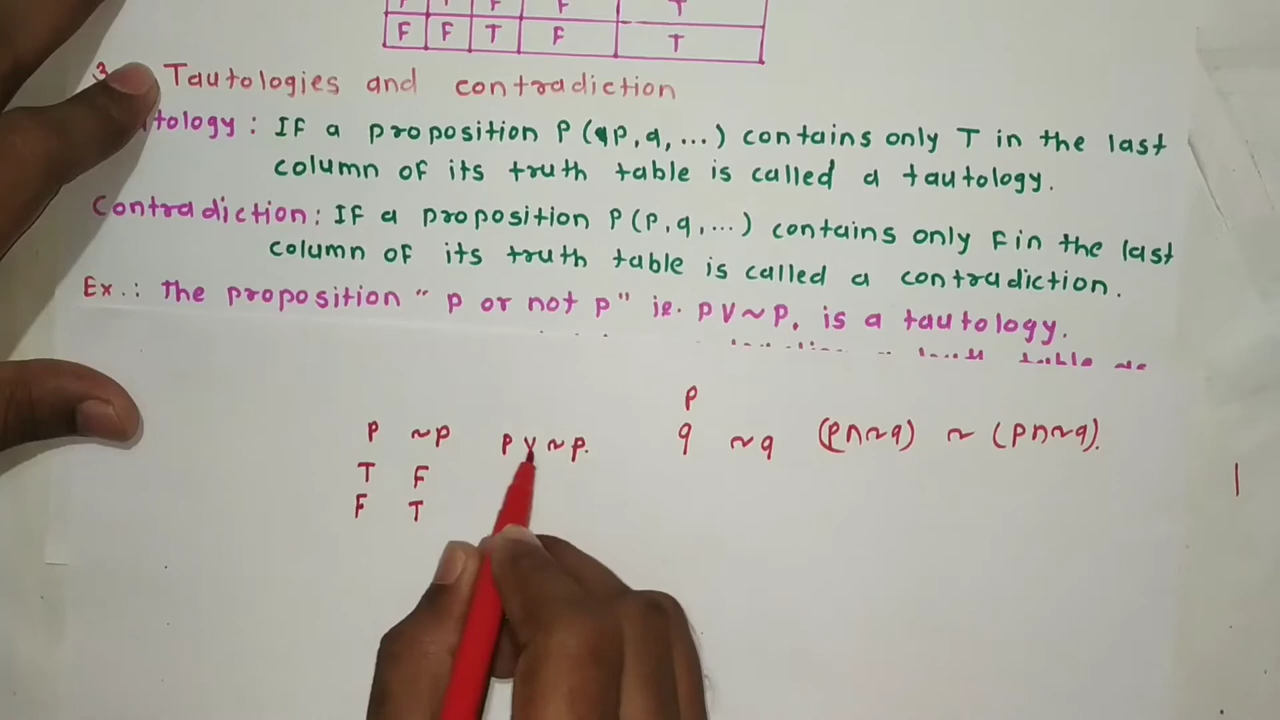 F F T F T
3 Tautologies and contradiction
tology : If a proposition P (p, q, ...) contains only T in the last
column of its truth table is called a tautology.
Contradiction: If a proposition P (P, q, ...) contains only F in the last
column of its truth table is called a contradiction.
Ex.: The proposition " p or not p" ie. p V ~ p, is a tautology.
P ~p p v ~ p.
T F
F T
p
q ~q (p∧~q) ~ (p∧~q).